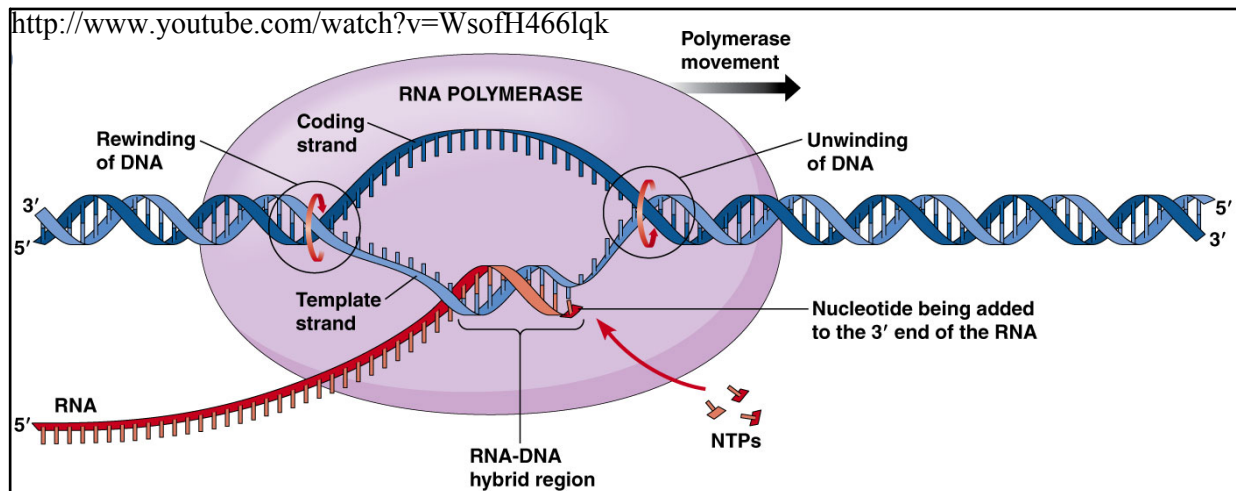 http://www.youtube.com/watch?v=WsofH466lqk
Polymerase
movement
RNA POLYMERASE
Coding
strand
Rewinding
of DNA
Unwinding
of DNA
3′
5′
5′
3′
Template
strand
Nucleotide being added
to the 3′ end of the RNA
RNA
5′
NTPs
RNA-DNA
hybrid region